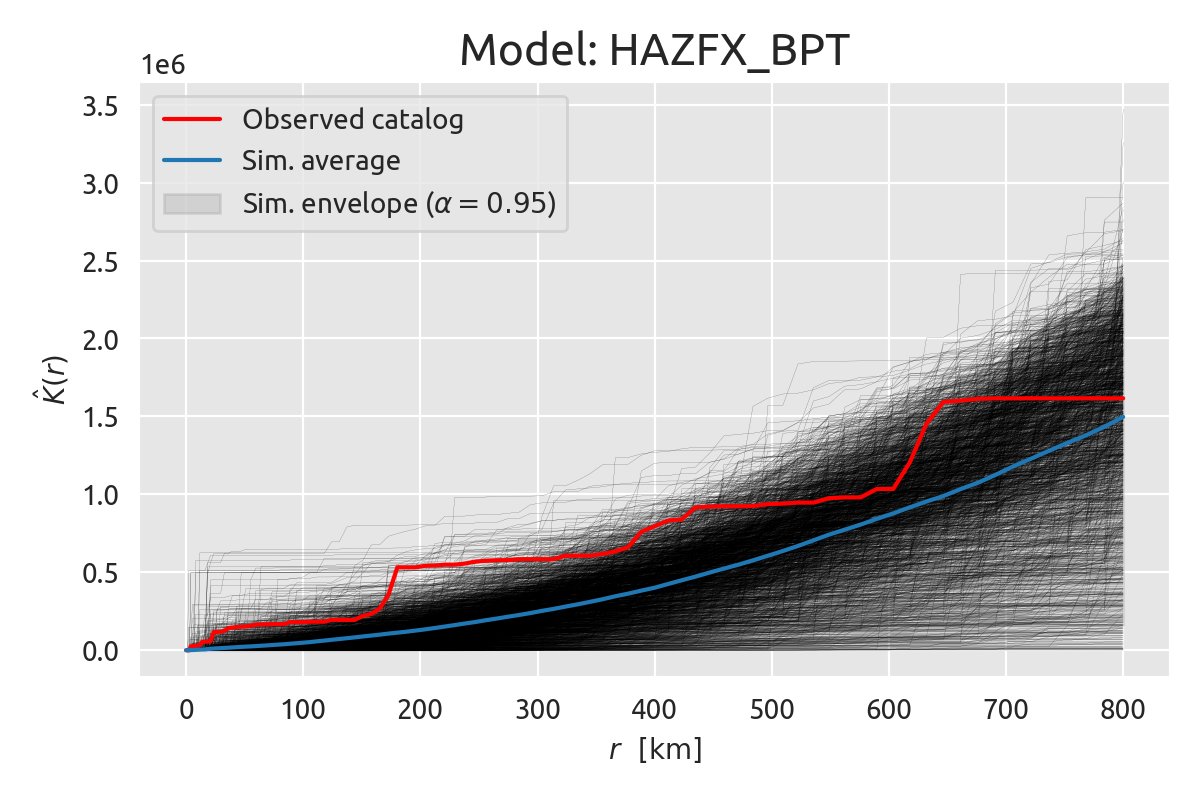 Model: HAZFX_BPT
1e6
3.5
3.0
2.5
2.0
1.5
1.0
0.5
0.0
Observed catalog
Sim. average
Sim. envelope (α = 0.95)
K̂(r)
0 100 200 300 400 500 600 700 800
r [km]